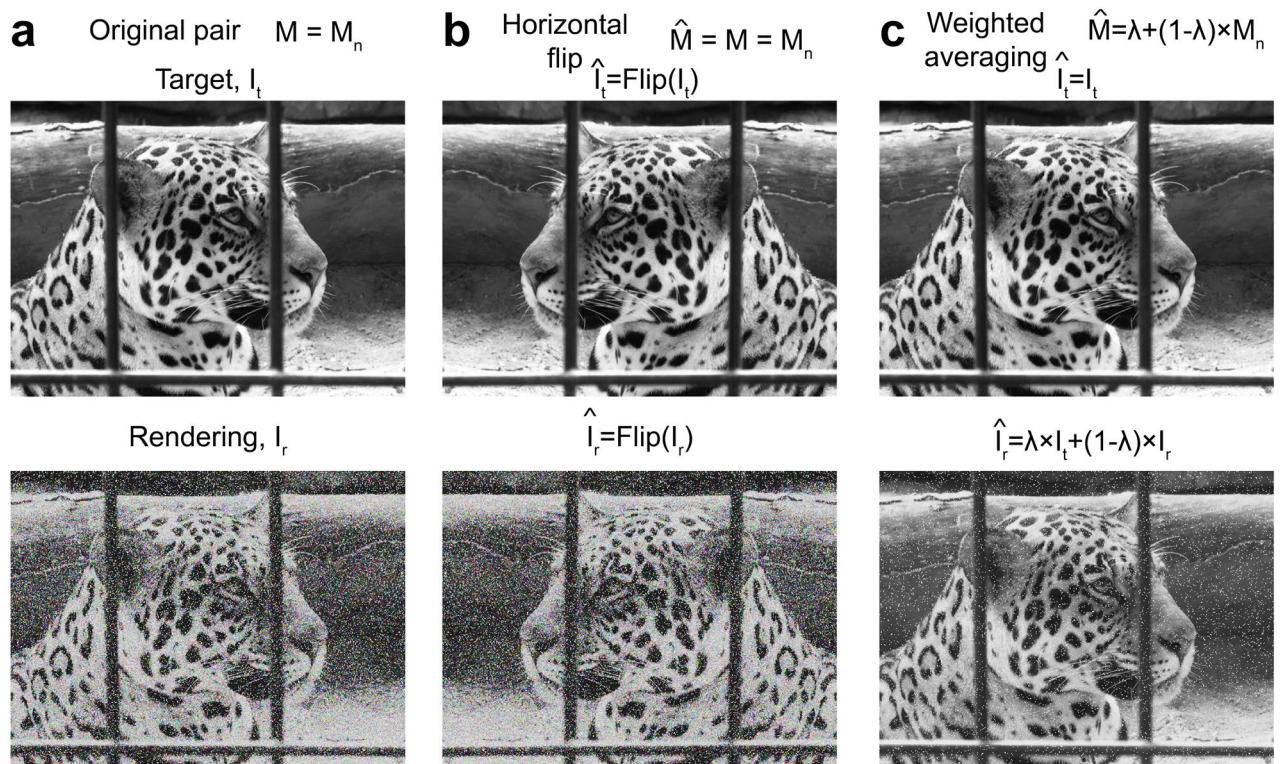 a Original pair M = Mₙ
Target, Iₜ
Rendering, Iᵣ
b Horizontal flip M̂ = M = Mₙ
Îₜ=Flip(Iₜ)
Îᵣ=Flip(Iᵣ)
c Weighted averaging M̂=λ+(1-λ)×Mₙ
Îₜ=Iₜ
Îᵣ=λ×Iₜ+(1-λ)×Iᵣ